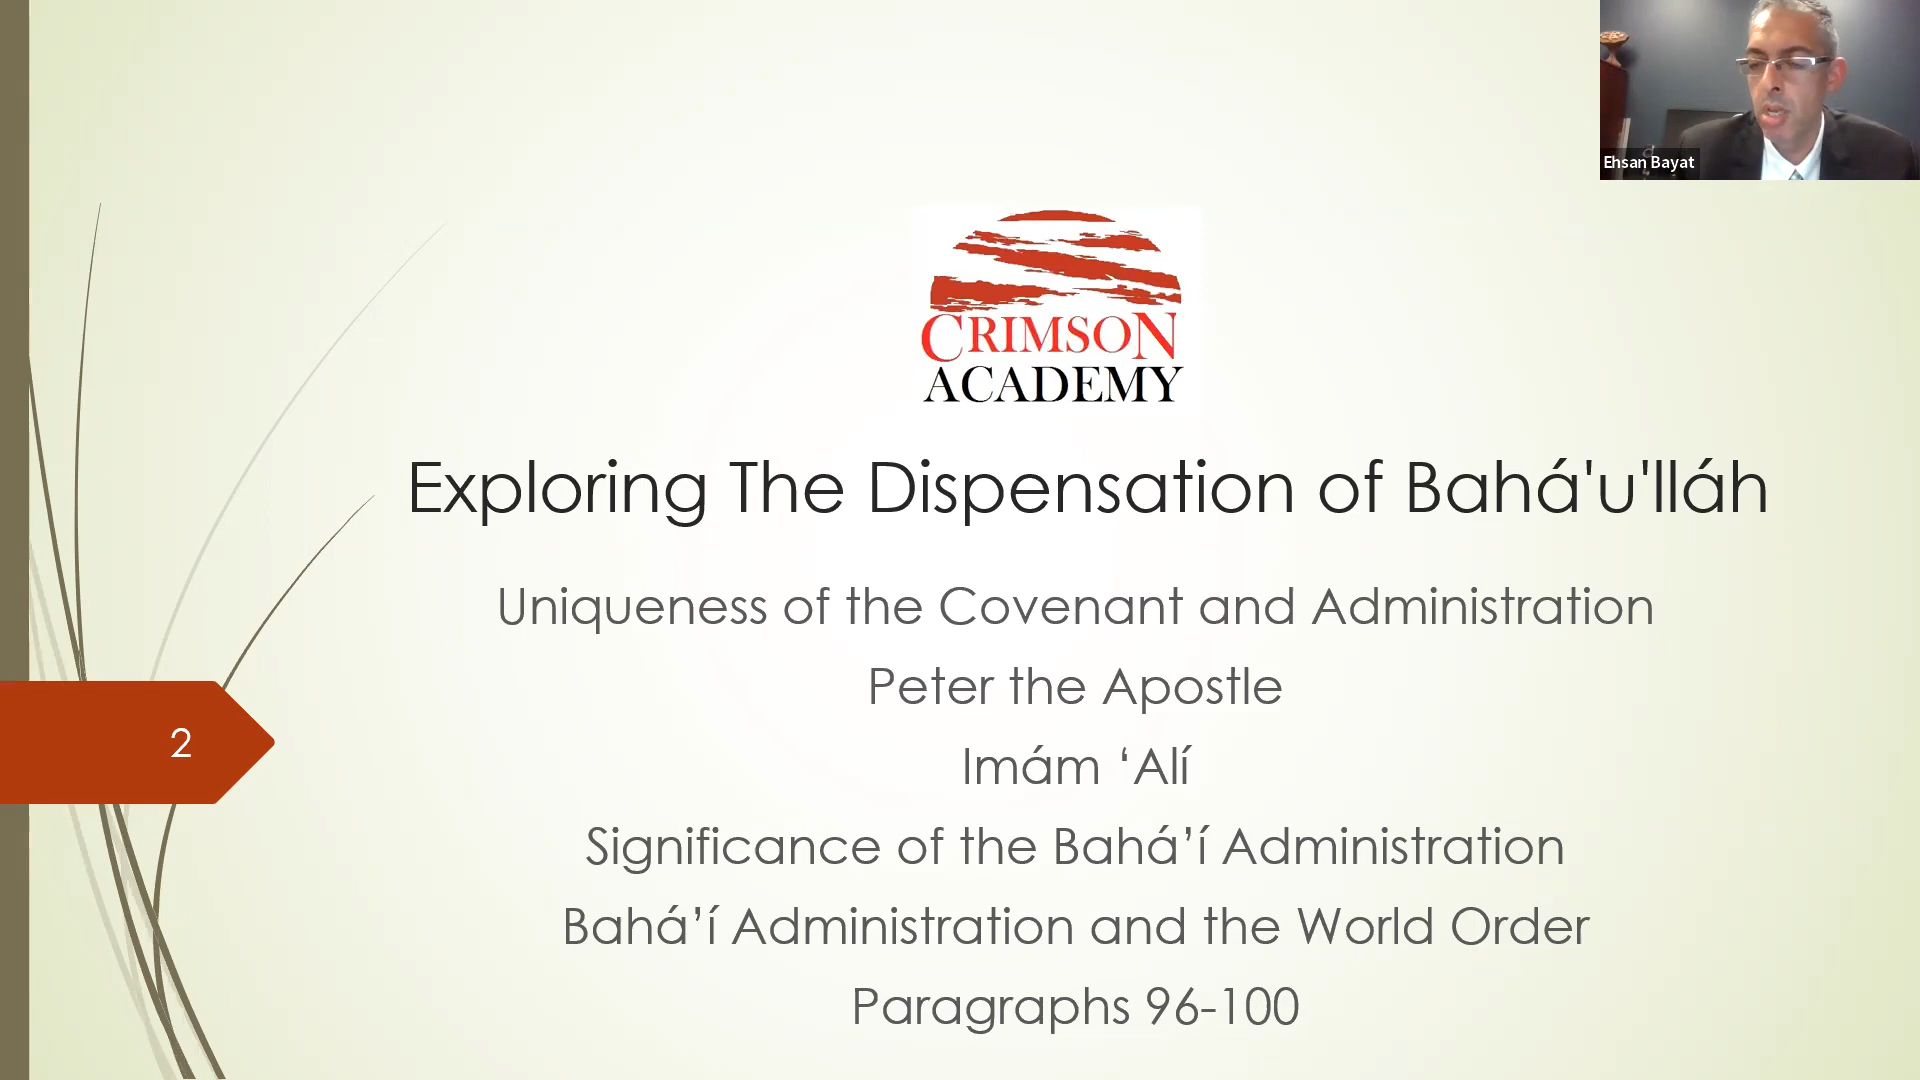 Ehsan Bayat
CRIMSON
ACADEMY
Exploring The Dispensation of Bahá'u'lláh
Uniqueness of the Covenant and Administration
Peter the Apostle
Imám ‘Alí
Significance of the Bahá’í Administration
Bahá’í Administration and the World Order
Paragraphs 96-100
2